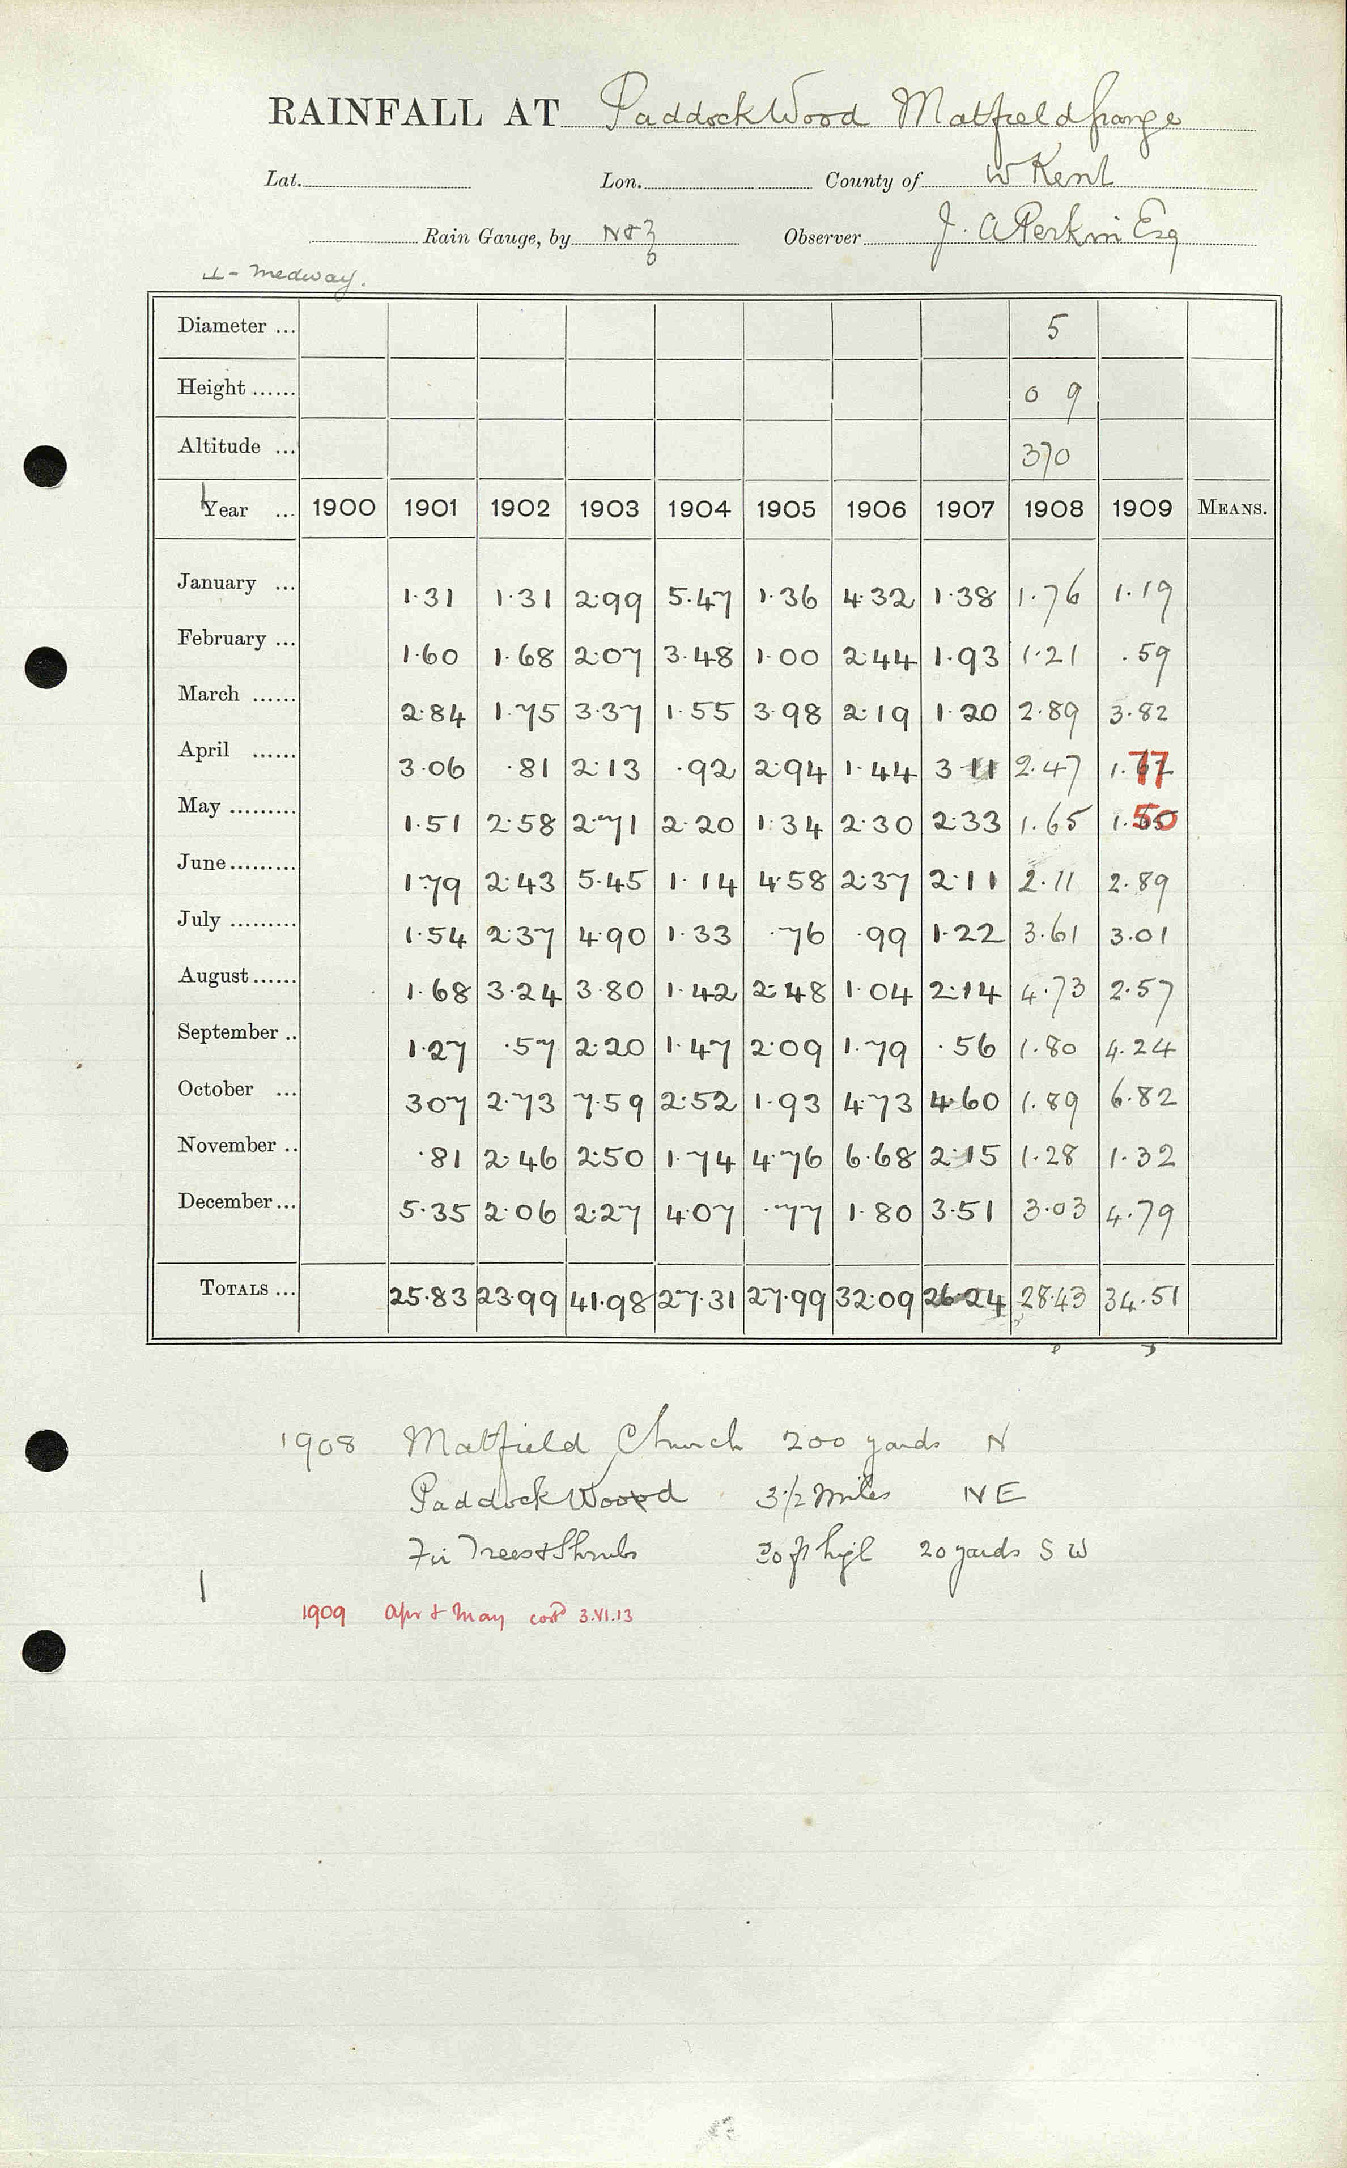 RAINFALL AT Paddock Wood Matfield Grange
Lat. Lon. County of W Kent
Rain Gauge, by N & Z Observer J. A Perkin Esq
Medway.
Diameter ... 5
Height ...... 0 9
Altitude ... 370
Year ... 1900 1901 1902 1903 1904 1905 1906 1907 1908 1909 MEANS.
January ... 1.31 1.31 2.99 5.47 1.36 4.32 1.38 1.76 1.19
February ... 1.60 1.68 2.07 3.48 1.00 2.44 1.93 1.21 .59
March ...... 2.84 1.75 3.37 1.55 3.98 2.19 1.20 2.89 3.82
April ...... 3.06 .81 2.13 .92 2.94 1.44 3.11 2.47 1.77
May ......... 1.51 2.58 2.71 2.20 1.34 2.30 2.33 1.65 1.50
June......... 1.79 2.43 5.45 1.14 4.58 2.37 2.11 2.11 2.89
July ......... 1.54 2.37 4.90 1.33 .76 .99 1.22 3.61 3.01
August...... 1.68 3.24 3.80 1.42 2.48 1.04 2.14 4.73 2.57
September .. 1.27 .57 2.20 1.47 2.09 1.79 .56 1.80 4.24
October ... 3 07 2.73 7.59 2.52 1.93 4.73 4.60 1.89 6.82
November .. .81 2.46 2.50 1.74 4.76 6.68 2.15 1.28 1.32
December... 5.35 2.06 2.27 4.07 .77 1.80 3.51 3.03 4.79
TOTALS ... 25.83 23.99 41.98 27.31 27.99 32.09 26.24 28.43 34.51
1908 Matfield Church 200 yards N
Paddock Wood 3 1/2 Miles NE
Fir Trees & Shrubs 30 ft high 20 yards S W
1909 Apr & May corrd 3.VI.13